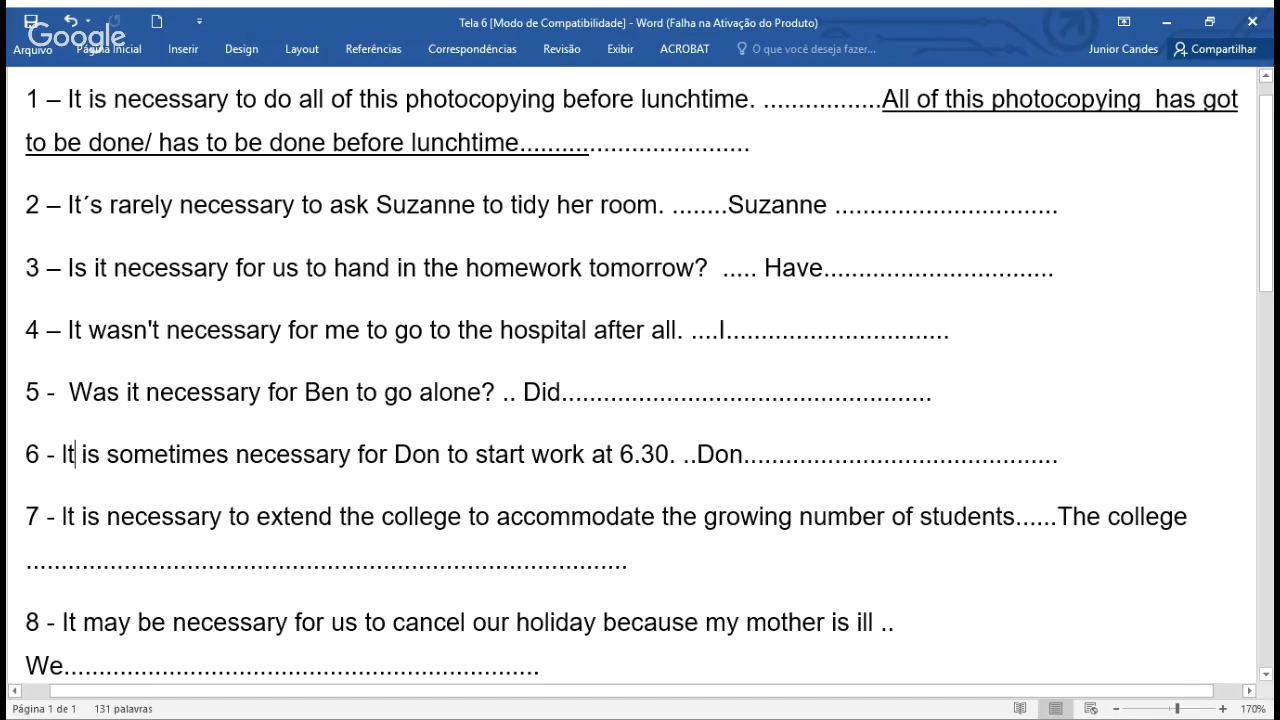 Tela 6 [Modo de Compatibilidade] - Word (Falha na Ativação do Produto)
Google
Arquivo Página Inicial Inserir Design Layout Referências Correspondências Revisão Exibir ACROBAT O que você deseja fazer... Junior Candes Compartilhar
1 – It is necessary to do all of this photocopying before lunchtime. .................All of this photocopying has got
to be done/ has to be done before lunchtime.................................
2 – It´s rarely necessary to ask Suzanne to tidy her room. ........Suzanne ................................
3 – Is it necessary for us to hand in the homework tomorrow? ..... Have.................................
4 – It wasn't necessary for me to go to the hospital after all. ....I................................
5 - Was it necessary for Ben to go alone? .. Did.....................................................
6 - It is sometimes necessary for Don to start work at 6.30. ..Don.............................................
7 - It is necessary to extend the college to accommodate the growing number of students......The college
......................................................................................
8 - It may be necessary for us to cancel our holiday because my mother is ill ..
We....................................................................
Página 1 de 1 131 palavras 170%